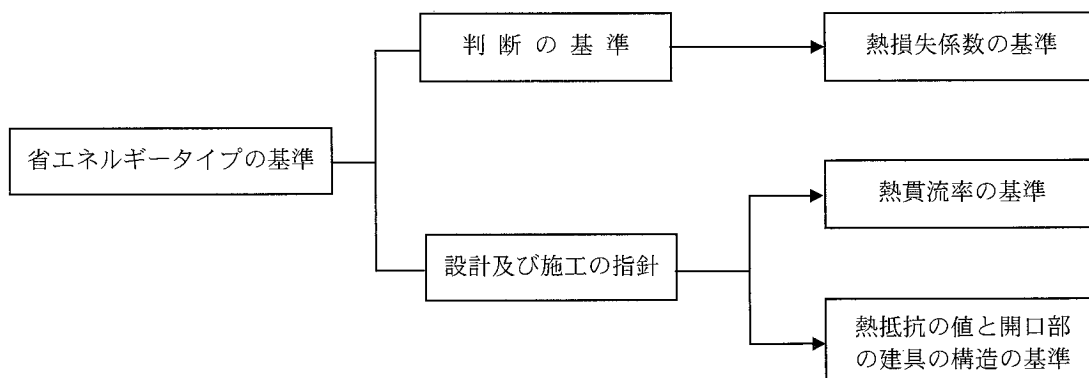 判断の基準
熱損失係数の基準
省エネルギータイプの基準
熱貫流率の基準
設計及び施工の指針
熱抵抗の値と開口部
の建具の構造の基準